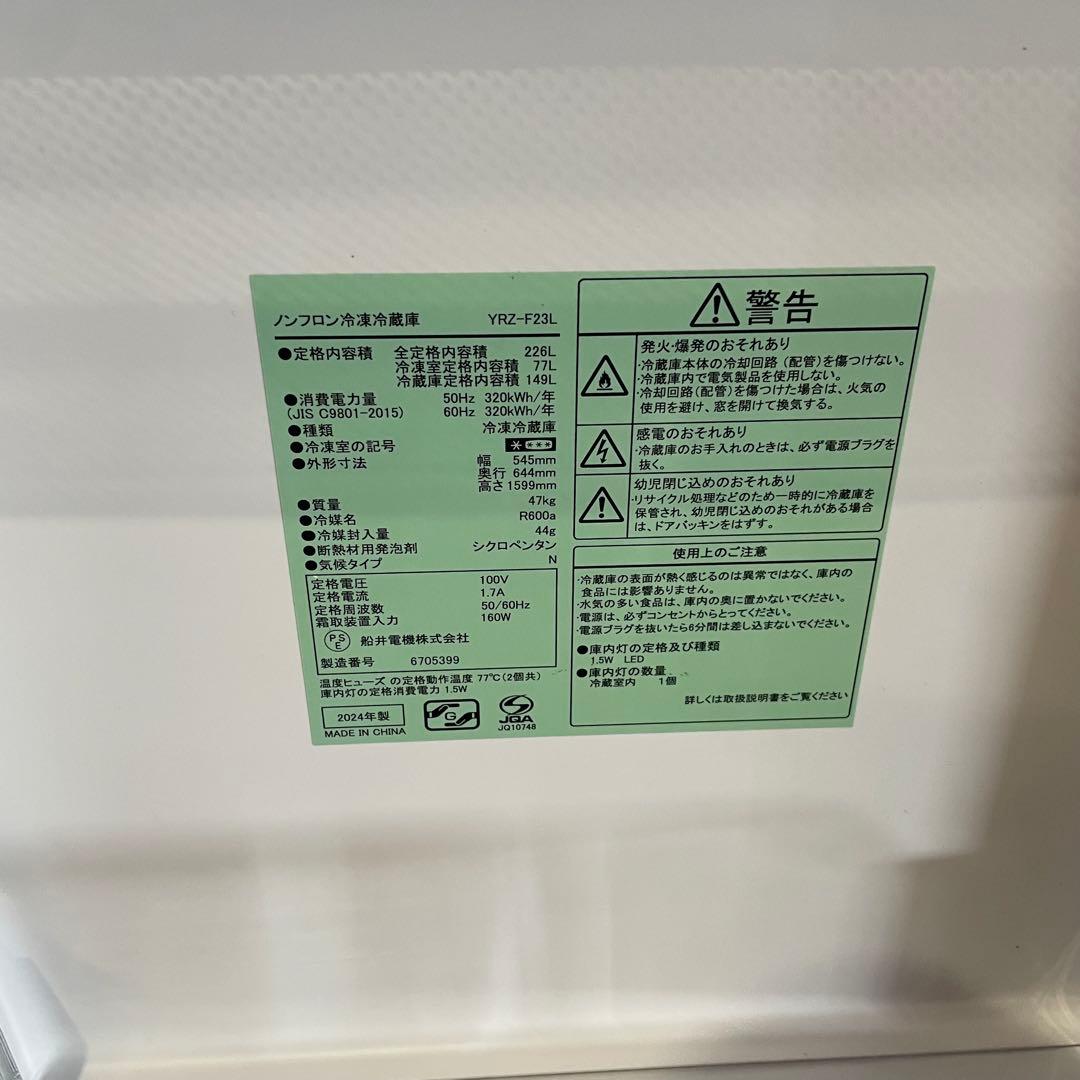 ノンフロン冷凍冷蔵庫 YRZ-F23L
●定格内容積 全定格内容積 226L
冷凍室定格内容積 77L
冷蔵庫定格内容積 149L
●消費電力量 50Hz 320kWh/年
(JIS C9801-2015) 60Hz 320kWh/年
●種類 冷凍冷蔵庫
●冷凍室の記号 ****
●外形寸法 幅 545mm
奥行 644mm
高さ 1599mm
●質量 47kg
●冷媒名 R600a
●冷媒封入量 44g
●断熱材用発泡剤 シクロペンタン
●気候タイプ N
定格電圧 100V
定格電流 1.7A
定格周波数 50/60Hz
霜取装置入力 160W
PSE 船井電機株式会社
製造番号 6705399
温度ヒューズの定格動作温度 77℃(2個共)
庫内灯の定格消費電力 1.5W
2024年製
MADE IN CHINA
G
JQA
JQ10748
警告
発火・爆発のおそれあり
・冷蔵庫本体の冷却回路(配管)を傷つけない。
・冷蔵庫内で電気製品を使用しない。
・冷却回路(配管)を傷つけた場合は、火気の
使用を避け、窓を開けて換気する。
感電のおそれあり
・冷蔵庫のお手入れのときは、必ず電源プラグを
抜く。
幼児閉じ込めのおそれあり
・リサイクル処理などのため一時的に冷蔵庫を
保管され、幼児閉じ込めのおそれがある場合
は、ドアパッキンをはずす。
使用上のご注意
・冷蔵庫の表面が熱く感じるのは異常ではなく、庫内の
食品には影響ありません。
・水気の多い食品は、庫内の奥に置かないでください。
・電源は、必ずコンセントからとってください。
・電源プラグを抜いたら6分間は差し込まないでください。
●庫内灯の定格及び種類
1.5W LED
●庫内灯の数量
冷蔵室内 1個
詳しくは取扱説明書をご覧ください